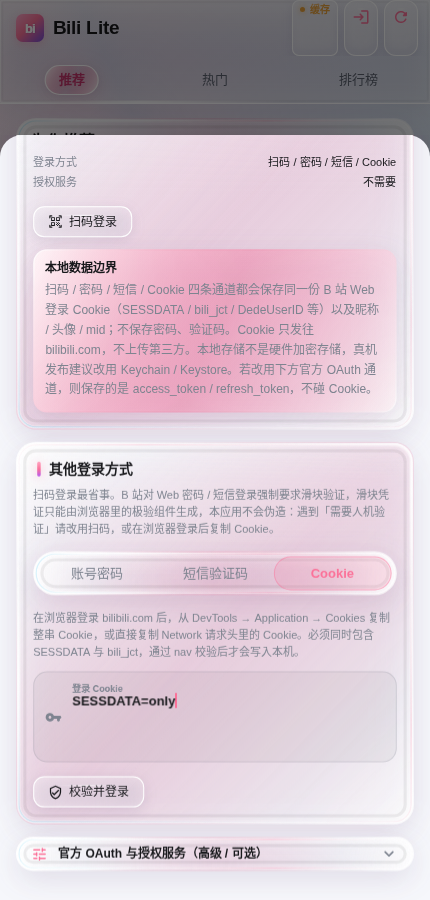 缓存
bi Bili Lite
推荐 热门 排行榜
登录方式 扫码 / 密码 / 短信 / Cookie
授权服务 不需要
扫码登录
本地数据边界
扫码 / 密码 / 短信 / Cookie 四条通道都会保存同一份 B 站 Web
登录 Cookie（SESSDATA / bili_jct / DedeUserID 等）以及昵称
/ 头像 / mid；不保存密码、验证码。Cookie 只发往
bilibili.com，不上传第三方。本地存储不是硬件加密存储，真机
发布建议改用 Keychain / Keystore。若改用下方官方 OAuth 通
道，则保存的是 access_token / refresh_token，不碰 Cookie。
其他登录方式
扫码登录最省事。B 站对 Web 密码 / 短信登录强制要求滑块验证，滑块凭
证只能由浏览器里的极验组件生成，本应用不会伪造：遇到「需要人机验
证」请改用扫码，或在浏览器登录后复制 Cookie。
账号密码 短信验证码 Cookie
在浏览器登录 bilibili.com 后，从 DevTools → Application → Cookies 复制
整串 Cookie，或直接复制 Network 请求头里的 Cookie。必须同时包含
SESSDATA 与 bili_jct，通过 nav 校验后才会写入本机。
登录 Cookie
SESSDATA=only
校验并登录
官方 OAuth 与授权服务（高级 / 可选）